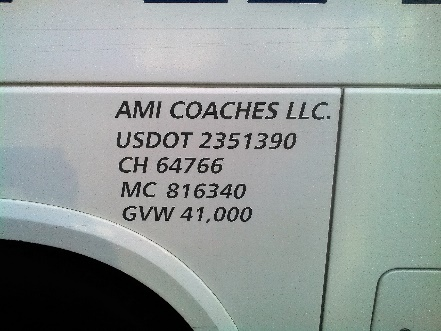 AMI COACHES LLC.
USDOT 2351390
CH 64766
MC 816340
GVW 41,000